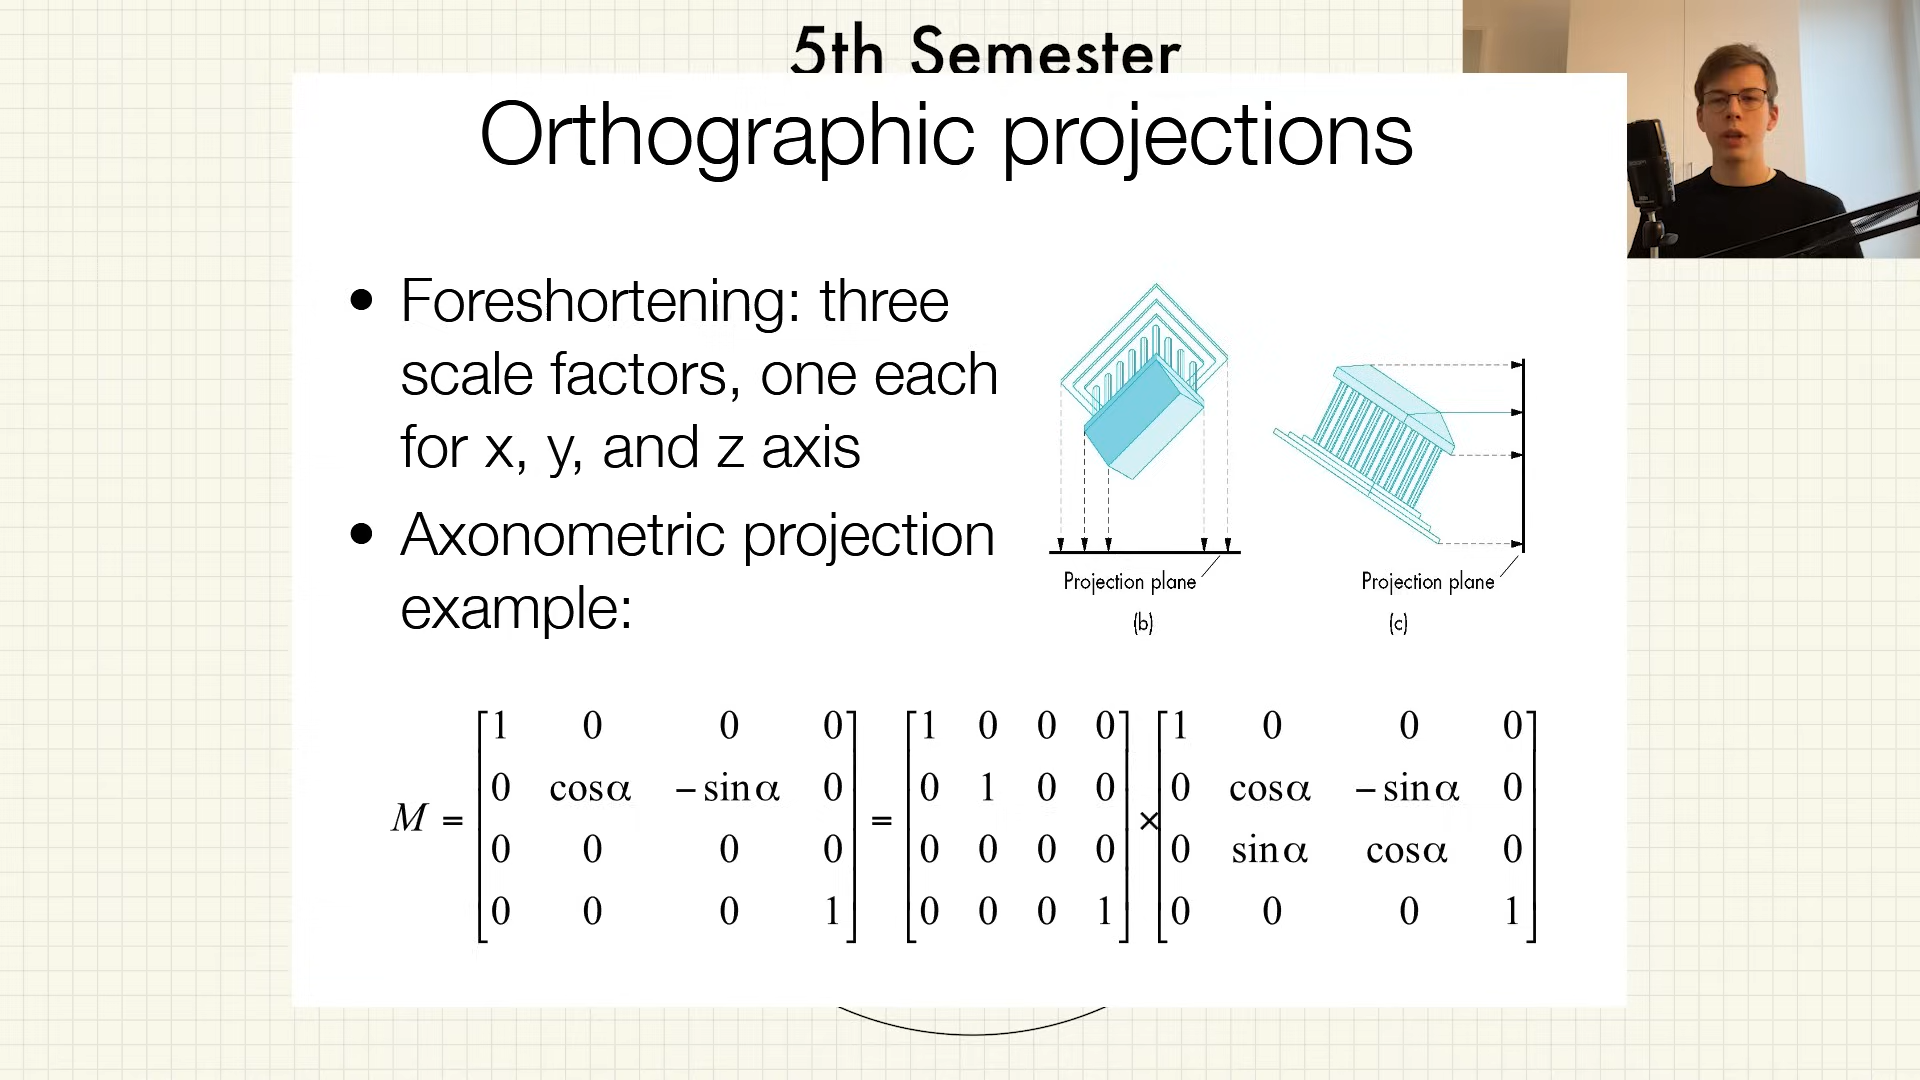 5th Semester
Orthographic projections
• Foreshortening: three
scale factors, one each
for x, y, and z axis
• Axonometric projection
example:
Projection plane
(b)
Projection plane
(c)
M = [1 0 0 0] = [1 0 0 0] × [1 0 0 0]
[0 cosα −sinα 0] [0 1 0 0] [0 cosα −sinα 0]
[0 0 0 0] [0 0 0 0] [0 sinα cosα 0]
[0 0 0 1] [0 0 0 1] [0 0 0 1]